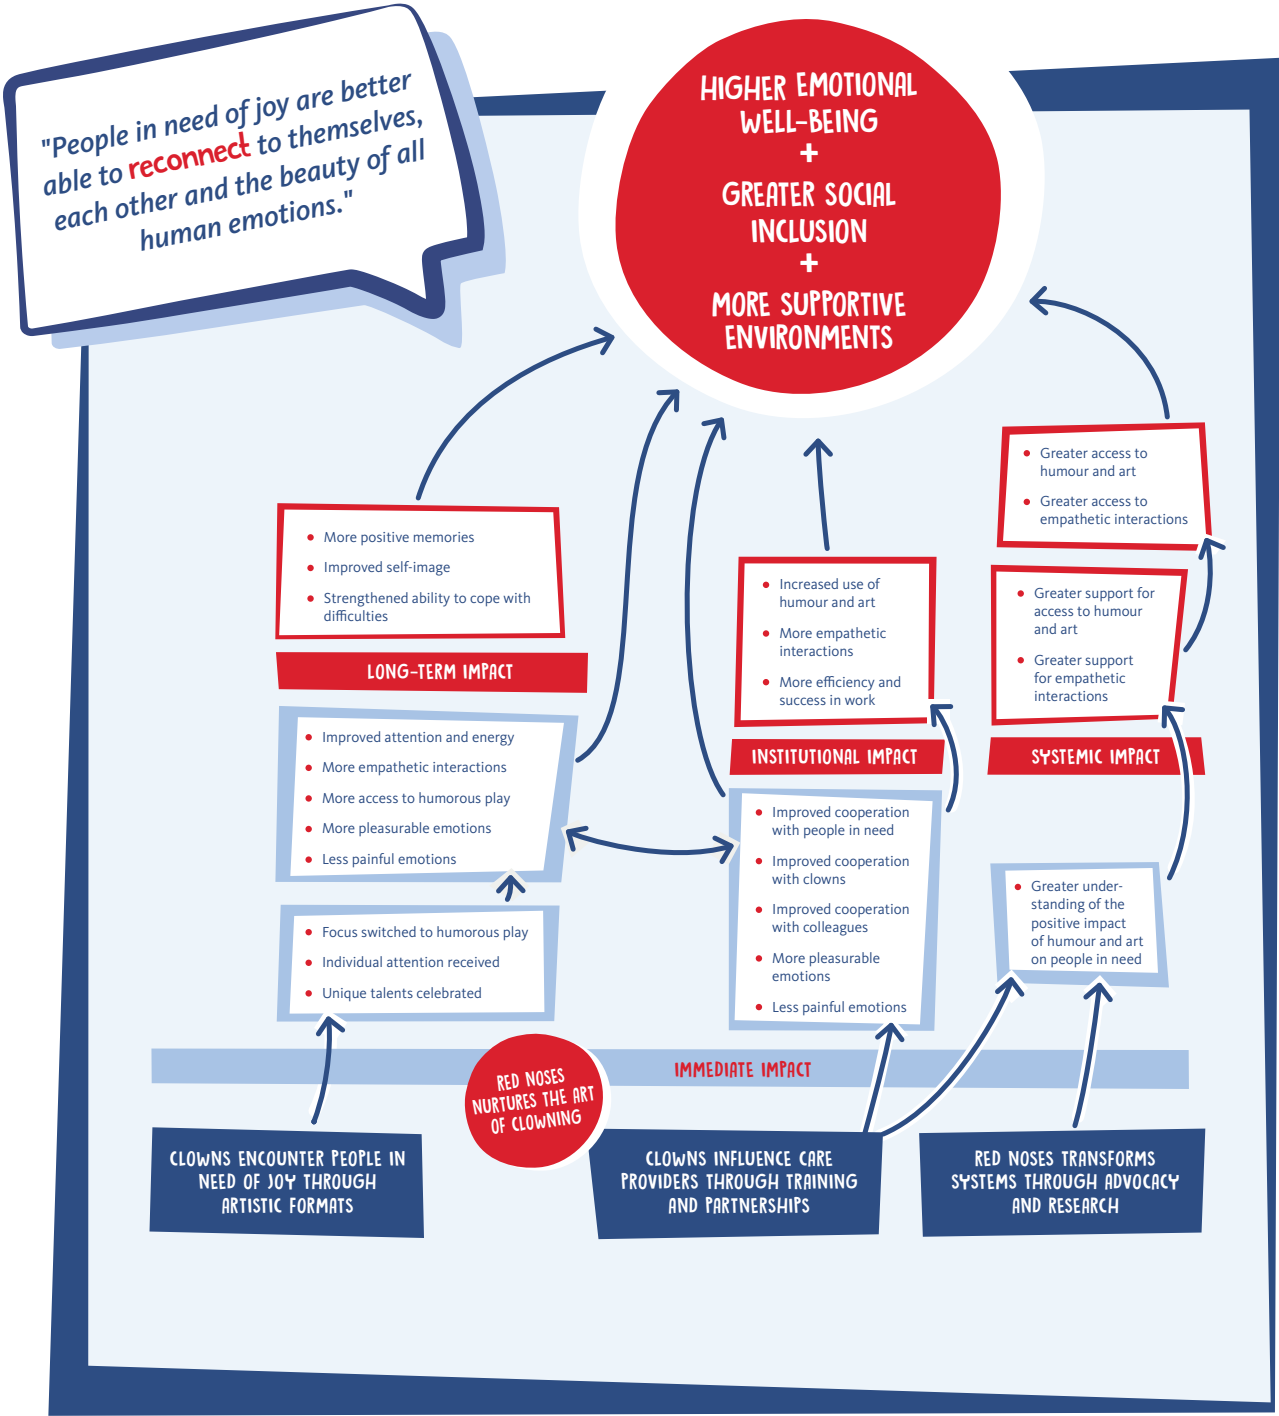 "People in need of joy are better
able to reconnect to themselves,
each other and the beauty of all
human emotions."
HIGHER EMOTIONAL
WELL-BEING
+
GREATER SOCIAL
INCLUSION
+
MORE SUPPORTIVE
ENVIRONMENTS
• More positive memories
• Improved self-image
• Strengthened ability to cope with
difficulties
LONG-TERM IMPACT
• Improved attention and energy
• More empathetic interactions
• More access to humorous play
• More pleasurable emotions
• Less painful emotions
• Focus switched to humorous play
• Individual attention received
• Unique talents celebrated
• Increased use of
humour and art
• More empathetic
interactions
• More efficiency and
success in work
INSTITUTIONAL IMPACT
• Improved cooperation
with people in need
• Improved cooperation
with clowns
• Improved cooperation
with colleagues
• More pleasurable
emotions
• Less painful emotions
• Greater access to
humour and art
• Greater access to
empathetic interactions
• Greater support for
access to humour
and art
• Greater support
for empathetic
interactions
SYSTEMIC IMPACT
• Greater under-
standing of the
positive impact
of humour and art
on people in need
IMMEDIATE IMPACT
RED NOSES
NURTURES THE ART
OF CLOWNING
CLOWNS ENCOUNTER PEOPLE IN
NEED OF JOY THROUGH
ARTISTIC FORMATS
CLOWNS INFLUENCE CARE
PROVIDERS THROUGH TRAINING
AND PARTNERSHIPS
RED NOSES TRANSFORMS
SYSTEMS THROUGH ADVOCACY
AND RESEARCH